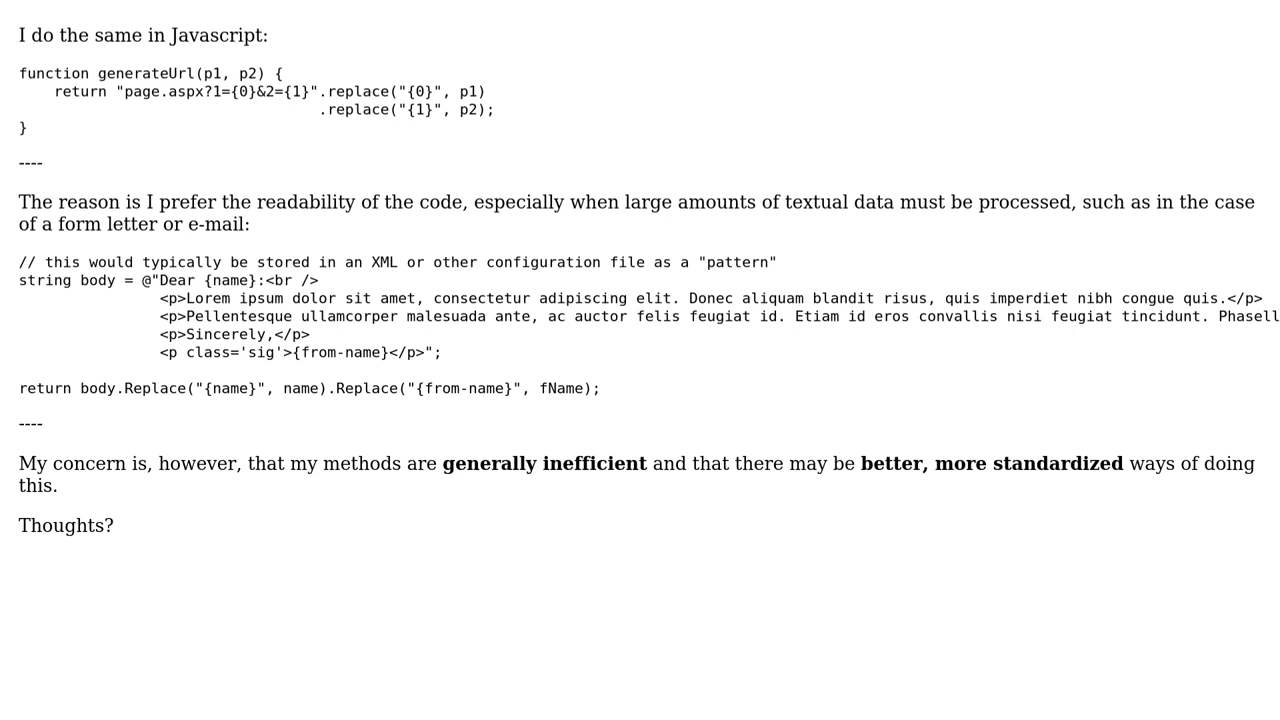 I do the same in Javascript:
function generateUrl(p1, p2) {
    return "page.aspx?1={0}&2={1}".replace("{0}", p1)
                                  .replace("{1}", p2);
}
----
The reason is I prefer the readability of the code, especially when large amounts of textual data must be processed, such as in the case
of a form letter or e-mail:
// this would typically be stored in an XML or other configuration file as a "pattern"
string body = @"Dear {name}:<br />
                <p>Lorem ipsum dolor sit amet, consectetur adipiscing elit. Donec aliquam blandit risus, quis imperdiet nibh congue quis.</p>
                <p>Pellentesque ullamcorper malesuada ante, ac auctor felis feugiat id. Etiam id eros convallis nisi feugiat tincidunt. Phasell
                <p>Sincerely,</p>
                <p class='sig'>{from-name}</p>";
return body.Replace("{name}", name).Replace("{from-name}", fName);
----
My concern is, however, that my methods are generally inefficient and that there may be better, more standardized ways of doing
this.
Thoughts?